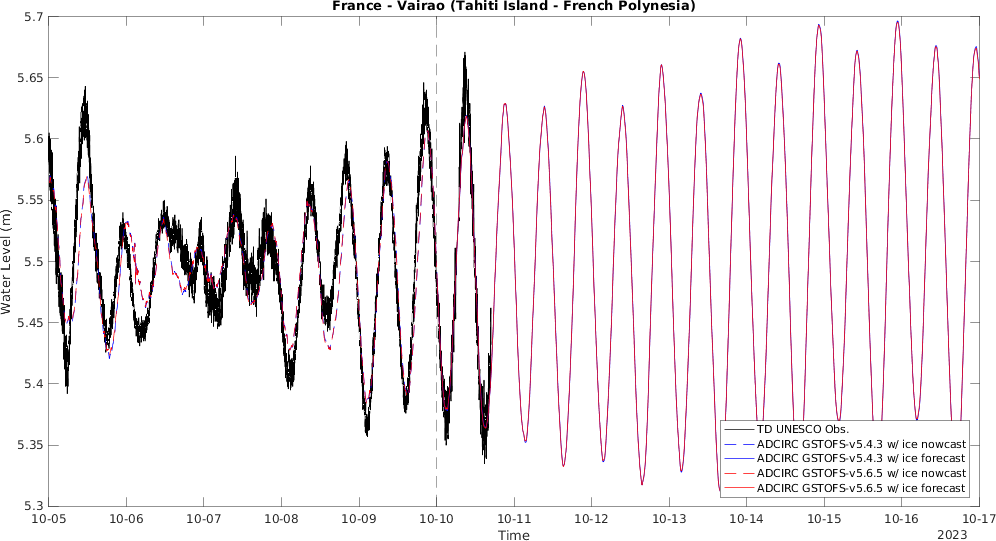 France - Vairao (Tahiti Island - French Polynesia)
5.7
5.65
5.6
5.55
5.5
5.45
5.4
5.35
5.3
Water Level (m)
TD UNESCO Obs.
ADCIRC GSTOFS-v5.4.3 w/ ice nowcast
ADCIRC GSTOFS-v5.4.3 w/ ice forecast
ADCIRC GSTOFS-v5.6.5 w/ ice nowcast
ADCIRC GSTOFS-v5.6.5 w/ ice forecast
10-05 10-06 10-07 10-08 10-09 10-10 10-11 10-12 10-13 10-14 10-15 10-16 10-17
Time
2023